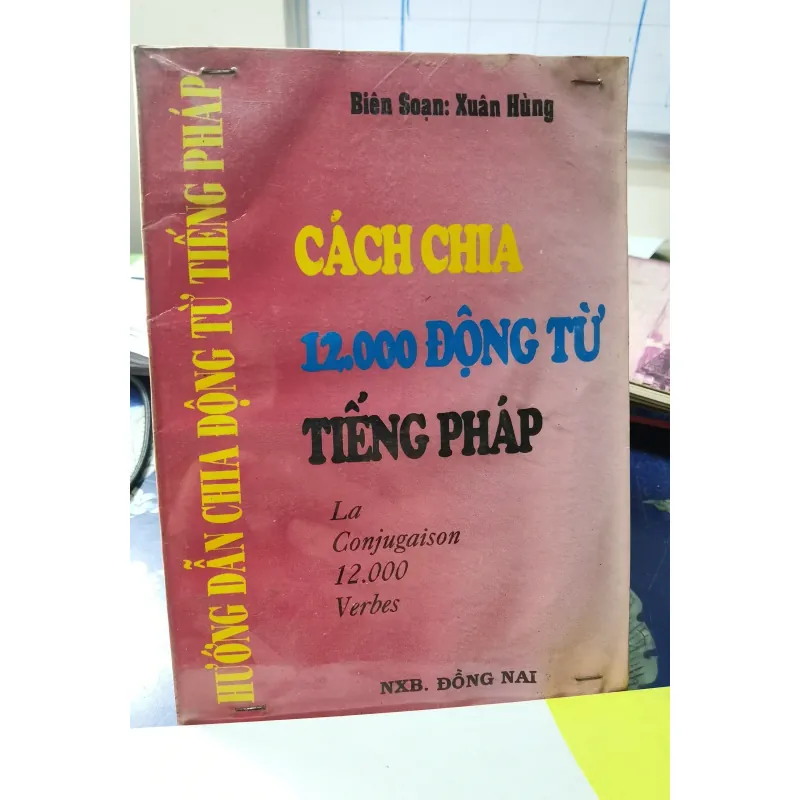 Biên Soạn: Xuân Hùng
HƯỚNG DẪN CHIA ĐỘNG TỪ TIẾNG PHÁP
CÁCH CHIA
12.000 ĐỘNG TỪ
TIẾNG PHÁP
La
Conjugaison
12.000
Verbes
NXB. ĐỒNG NAI